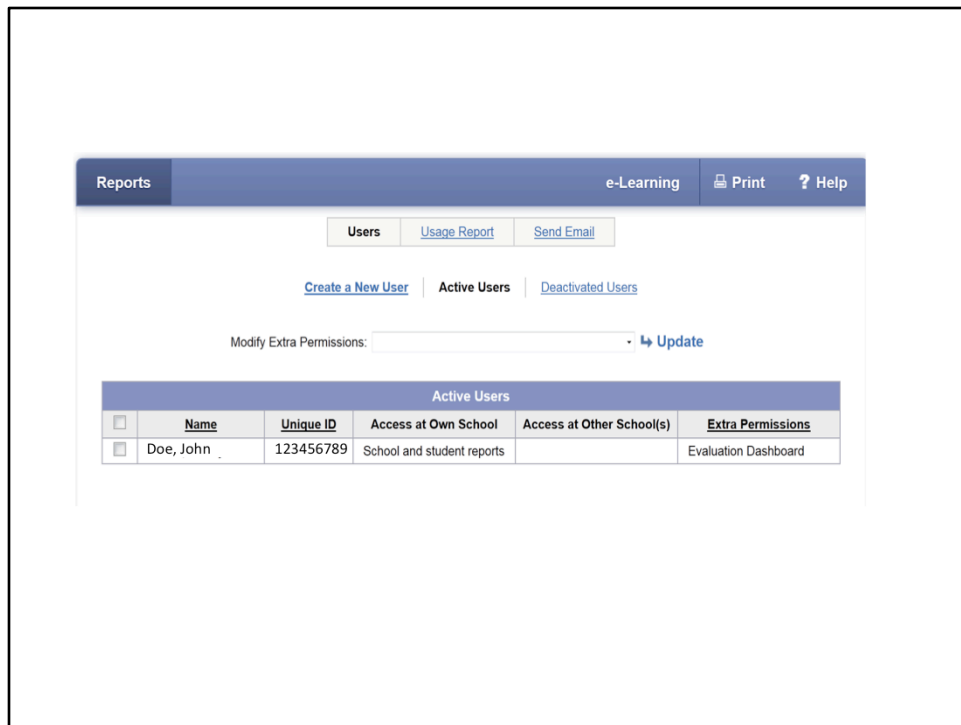 Reports e-Learning Print ? Help
Users Usage Report Send Email
Create a New User Active Users Deactivated Users
Modify Extra Permissions: Update
Active Users
Name Unique ID Access at Own School Access at Other School(s) Extra Permissions
Doe, John 123456789 School and student reports Evaluation Dashboard